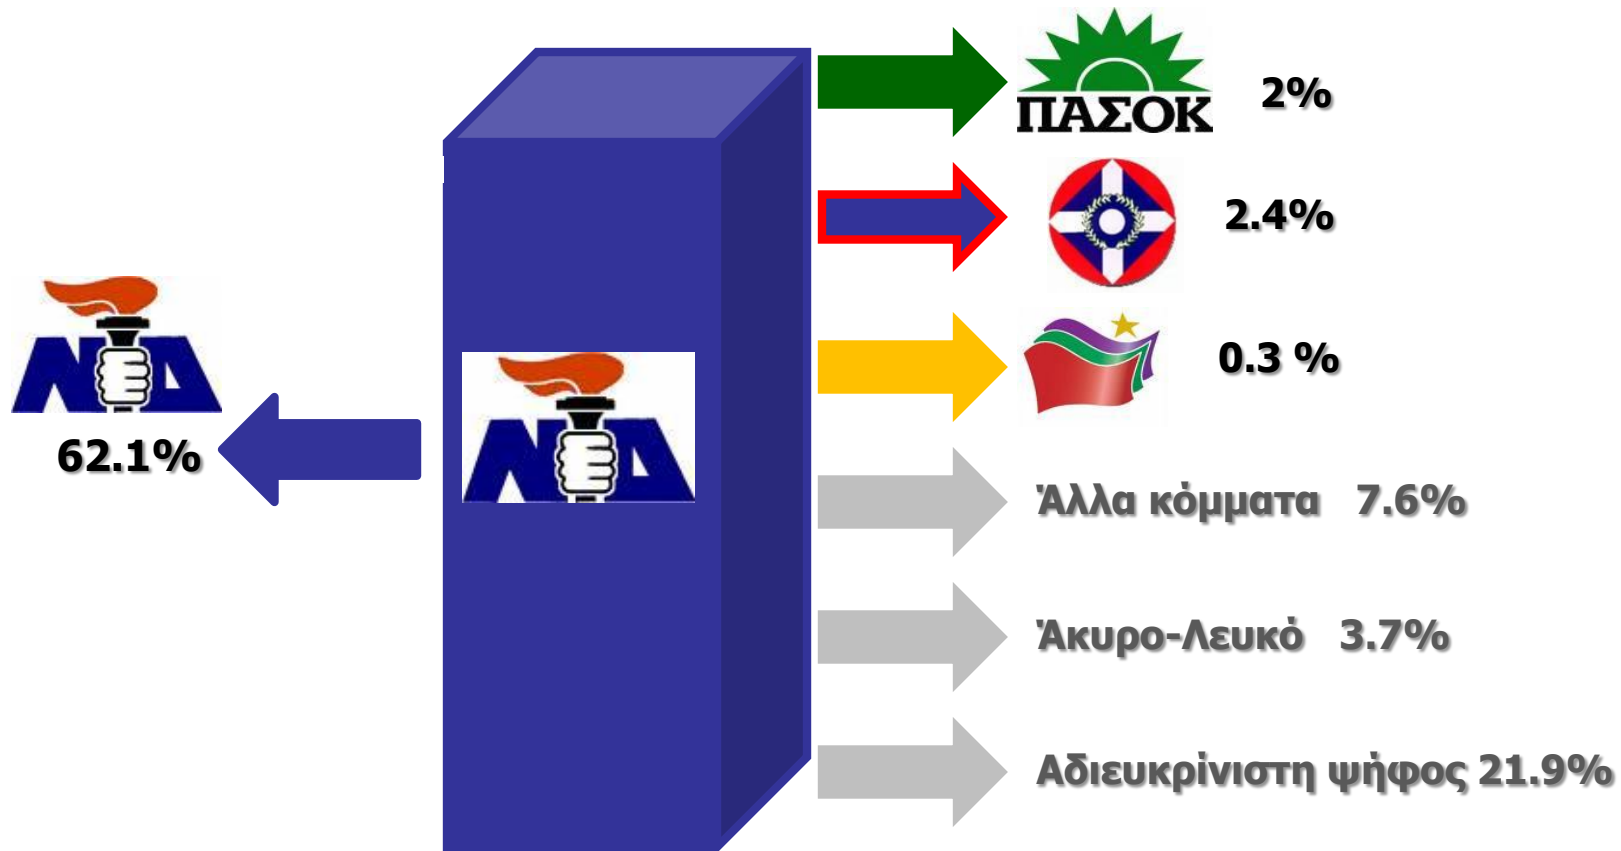 ΠΑΣΟΚ 2%
2.4%
0.3 %
ΝΔ
62.1%
ΝΔ
Άλλα κόμματα 7.6%
Άκυρο-Λευκό 3.7%
Αδιευκρίνιστη ψήφος 21.9%